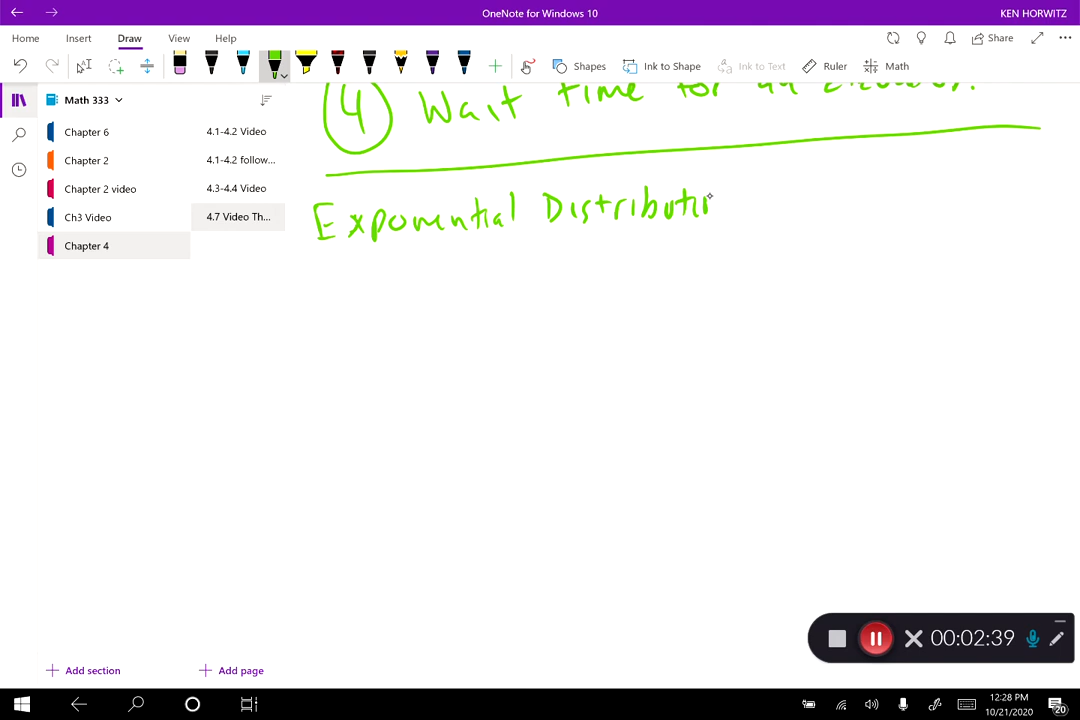 OneNote for Windows 10
KEN HORWITZ
Home Insert Draw View Help
Share
Shapes Ink to Shape Ink to Text Ruler Math
Math 333
Chapter 6
Chapter 2
Chapter 2 video
Ch3 Video
Chapter 4
4.1-4.2 Video
4.1-4.2 follow...
4.3-4.4 Video
4.7 Video Th...
4 Wait time for an
Exponential Distributi
00:02:39
Add section
Add page
12:28 PM
10/21/2020
20